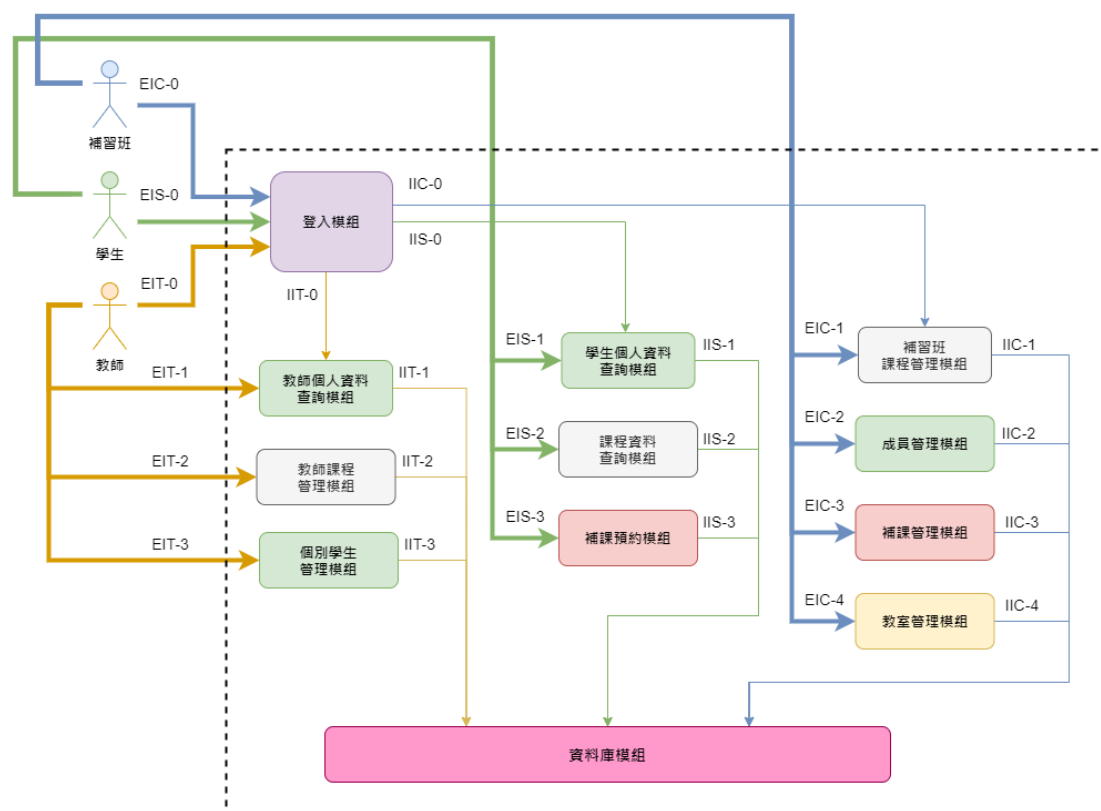 EIC-0
補習班
EIS-0
IIC-0
登入模組
學生
IIS-0
EIT-0
IIT-0
教師
EIS-1
學生個人資料
查詢模組
IIS-1
EIC-1
補習班
課程管理模組
IIC-1
EIT-1
教師個人資料
查詢模組
IIT-1
EIS-2
課程資料
查詢模組
IIS-2
EIC-2
成員管理模組
IIC-2
EIT-2
教師課程
管理模組
IIT-2
EIS-3
補課預約模組
IIS-3
EIC-3
補課管理模組
IIC-3
EIT-3
個別學生
管理模組
IIT-3
EIC-4
教室管理模組
IIC-4
資料庫模組